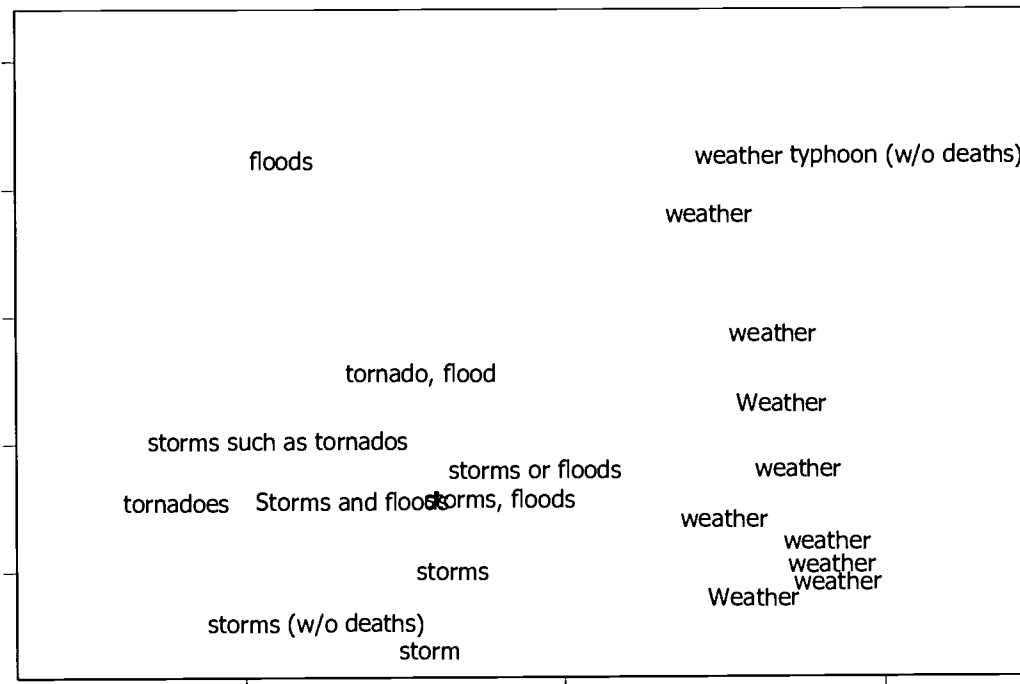 floods
weather typhoon (w/o deaths)
weather
weather
tornado, flood
Weather
storms such as tornados
storms or floods
weather
tornadoes
Storms and floods
storms, floods
weather
weather
weather
storms
weather
Weather
storms (w/o deaths)
storm